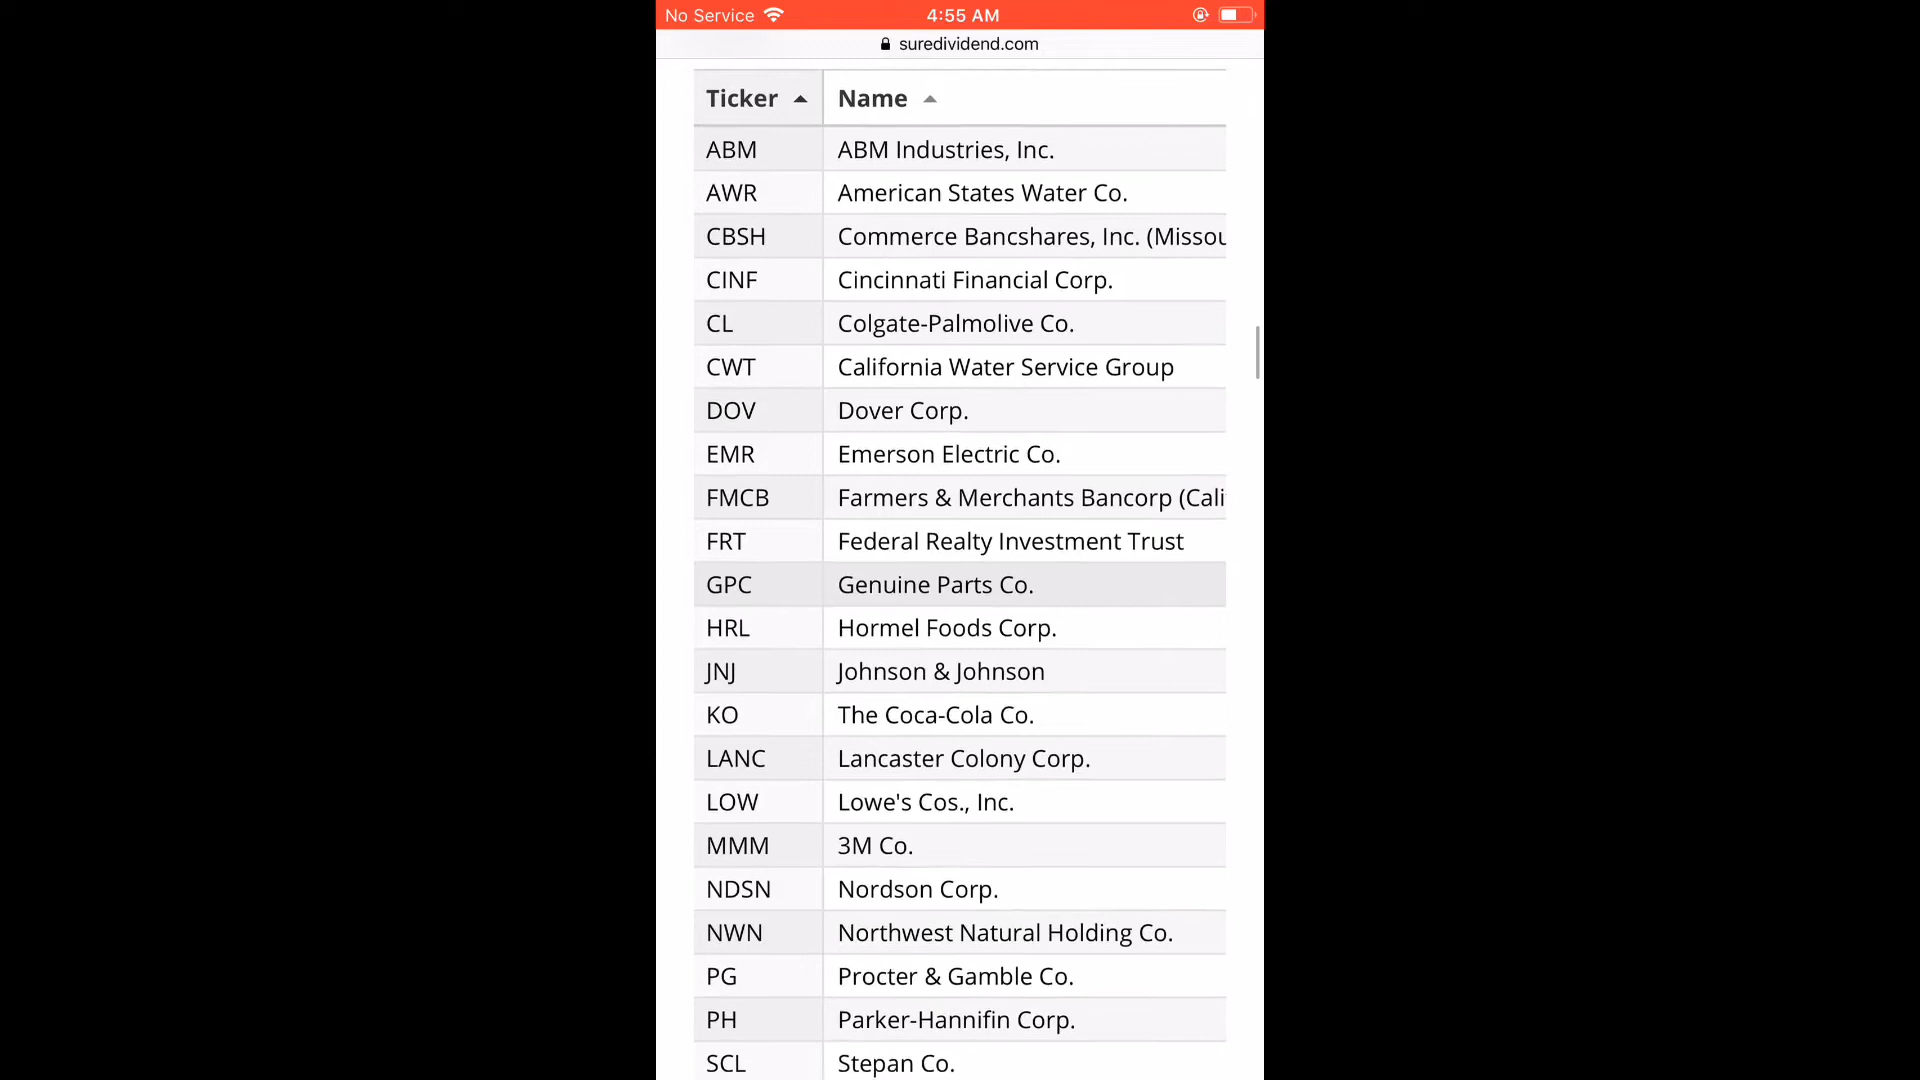 No Service 4:55 AM
suredividend.com
Ticker Name
ABM ABM Industries, Inc.
AWR American States Water Co.
CBSH Commerce Bancshares, Inc. (Missou
CINF Cincinnati Financial Corp.
CL Colgate-Palmolive Co.
CWT California Water Service Group
DOV Dover Corp.
EMR Emerson Electric Co.
FMCB Farmers & Merchants Bancorp (Cali
FRT Federal Realty Investment Trust
GPC Genuine Parts Co.
HRL Hormel Foods Corp.
JNJ Johnson & Johnson
KO The Coca-Cola Co.
LANC Lancaster Colony Corp.
LOW Lowe's Cos., Inc.
MMM 3M Co.
NDSN Nordson Corp.
NWN Northwest Natural Holding Co.
PG Procter & Gamble Co.
PH Parker-Hannifin Corp.
SCL Stepan Co.